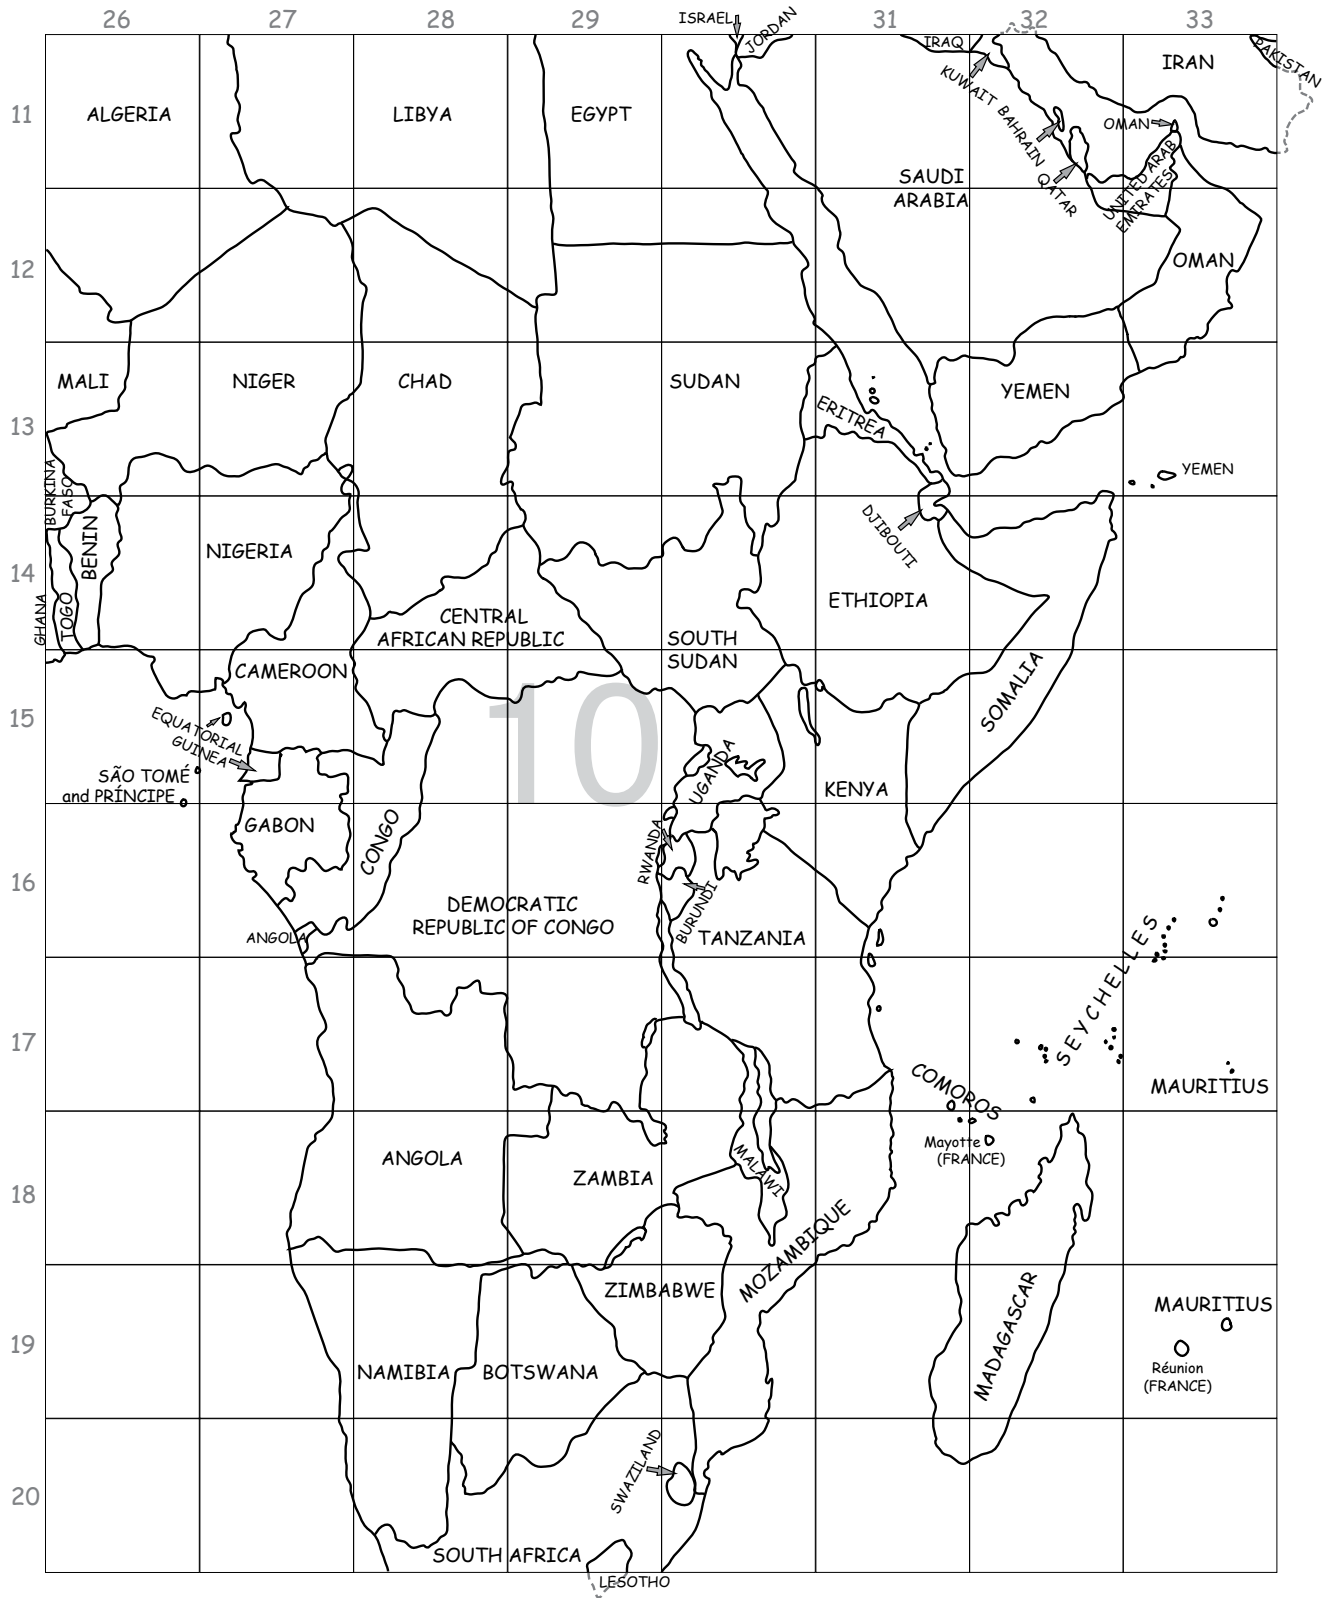 26 27 28 29 31 32 33
ISRAEL
JORDAN
IRAQ
KUWAIT
IRAN
PAKISTAN
11
ALGERIA
LIBYA
EGYPT
BAHRAIN
OMAN
QATAR
SAUDI
ARABIA
UNITED ARAB
EMIRATES
12
OMAN
MALI
NIGER
CHAD
SUDAN
YEMEN
13
ERITREA
BURKINA
FASO
YEMEN
BENIN
NIGERIA
DJIBOUTI
14
GHANA
TOGO
CENTRAL
AFRICAN REPUBLIC
ETHIOPIA
SOUTH
SUDAN
CAMEROON
SOMALIA
15
EQUATORIAL
GUINEA
10
SÃO TOMÉ
and PRÍNCIPE
UGANDA
KENYA
GABON
CONGO
RWANDA
16
BURUNDI
DEMOCRATIC
REPUBLIC OF CONGO
ANGOLA
TANZANIA
SEYCHELLES
17
COMOROS
MAURITIUS
Mayotte
(FRANCE)
ANGOLA
ZAMBIA
MALAWI
18
MOZAMBIQUE
ZIMBABWE
MADAGASCAR
MAURITIUS
19
NAMIBIA
BOTSWANA
Réunion
(FRANCE)
SWAZILAND
20
SOUTH AFRICA
LESOTHO